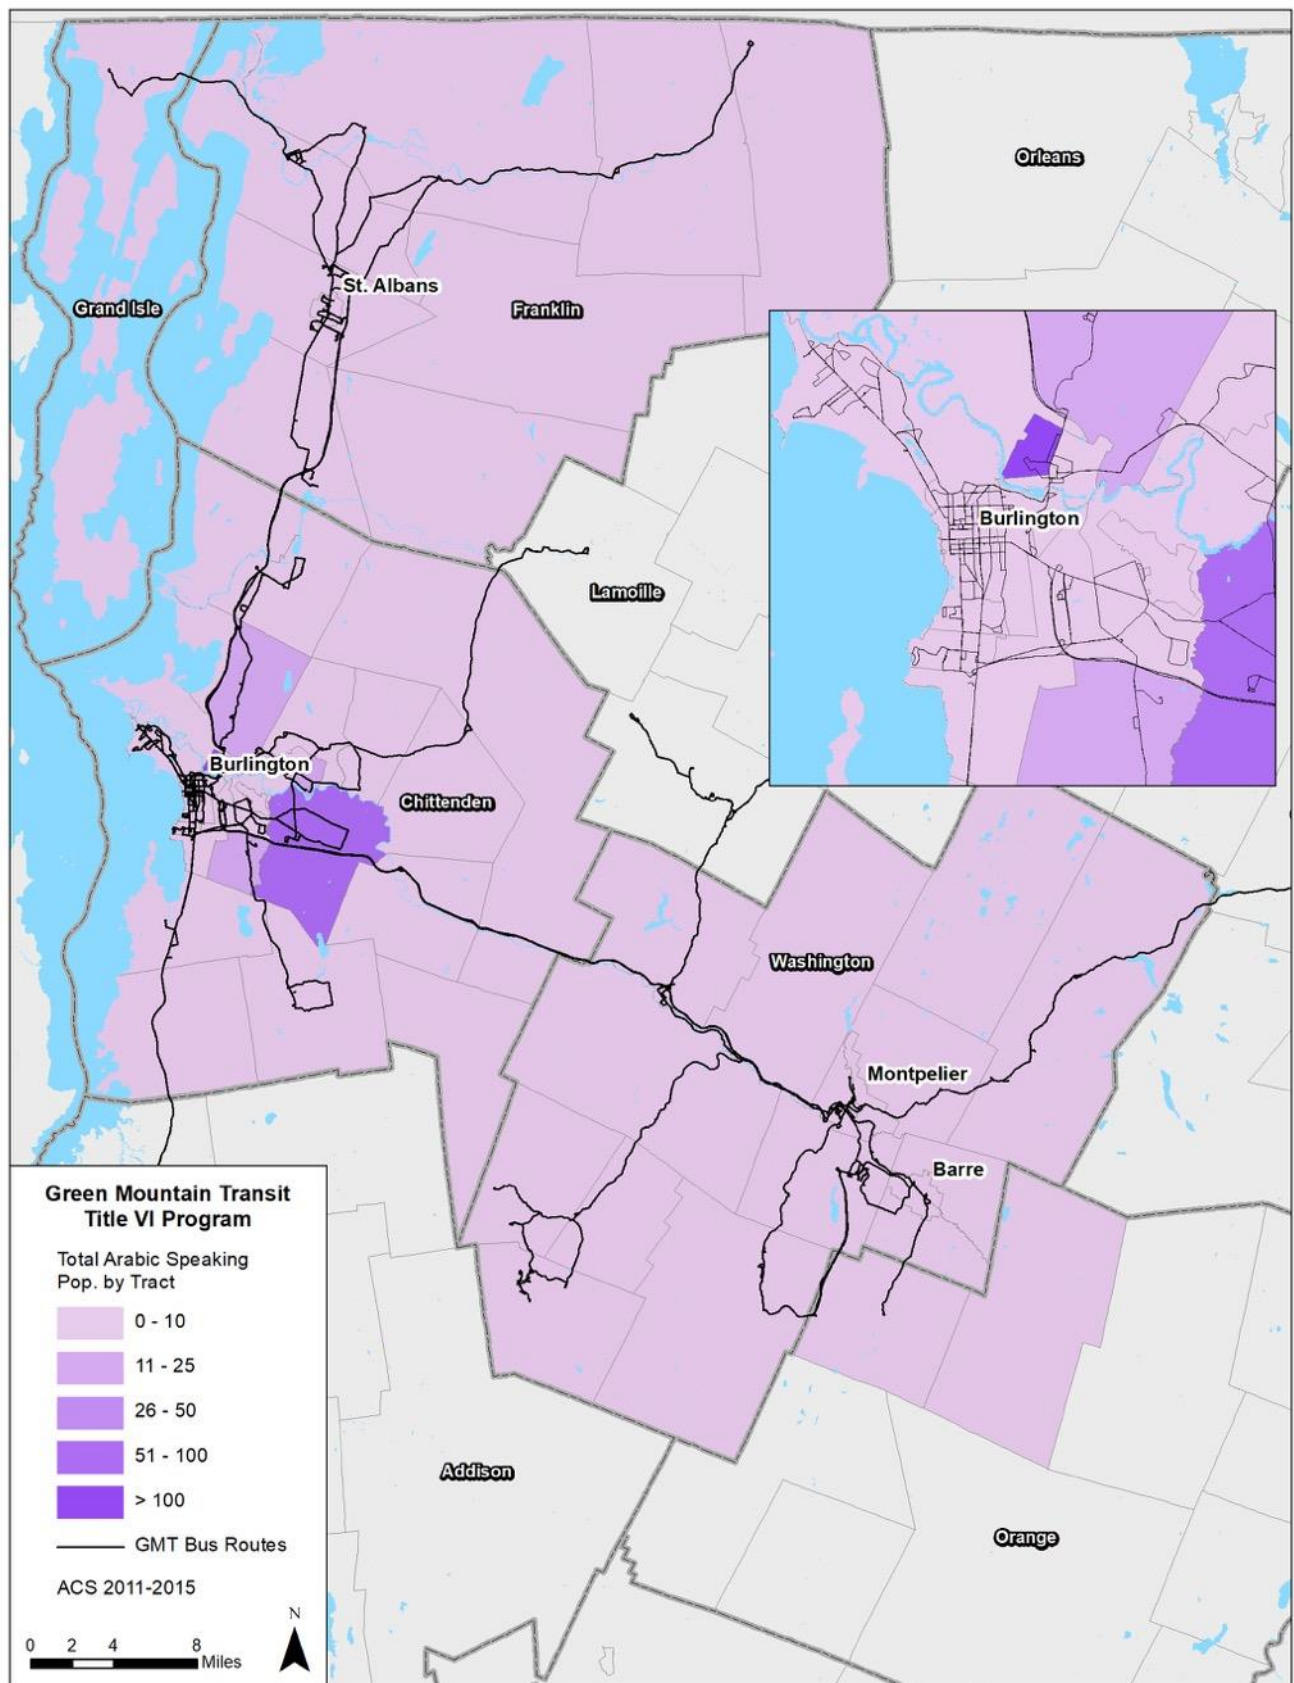 Orleans
St. Albans
Grand Isle
Franklin
Burlington
Lamoille
Burlington
Chittenden
Washington
Montpelier
Barre
Green Mountain Transit
Title VI Program
Total Arabic Speaking
Pop. by Tract
0 - 10
11 - 25
26 - 50
51 - 100
> 100
GMT Bus Routes
ACS 2011-2015
N
0 2 4 8
Miles
Addison
Orange